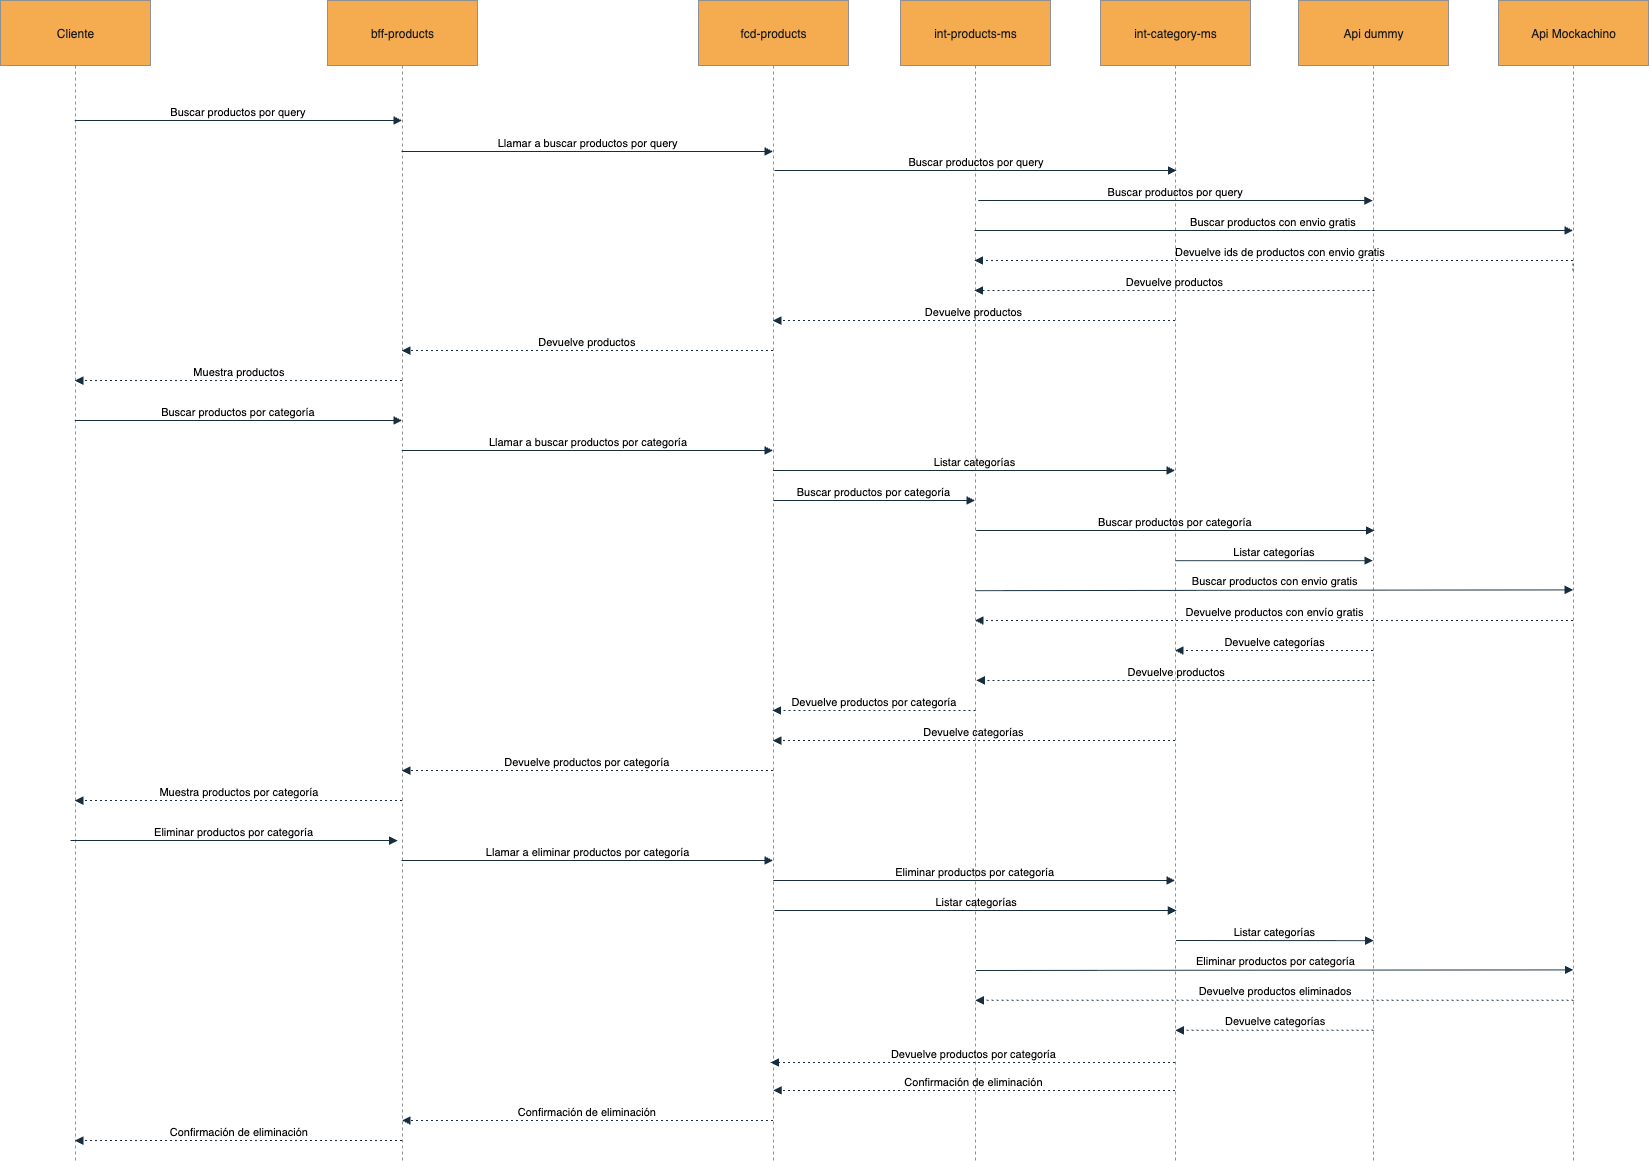 Cliente
bff-products
fcd-products
int-products-ms
int-category-ms
Api dummy
Api Mockachino
Buscar productos por query
Llamar a buscar productos por query
Buscar productos por query
Buscar productos por query
Buscar productos con envio gratis
Devuelve ids de productos con envio gratis
Devuelve productos
Devuelve productos
Devuelve productos
Muestra productos
Buscar productos por categoría
Llamar a buscar productos por categoría
Listar categorías
Buscar productos por categoría
Buscar productos por categoría
Listar categorías
Buscar productos con envio gratis
Devuelve productos con envío gratis
Devuelve categorías
Devuelve productos
Devuelve productos por categoría
Devuelve categorías
Devuelve productos por categoría
Muestra productos por categoría
Eliminar productos por categoría
Llamar a eliminar productos por categoría
Eliminar productos por categoría
Listar categorías
Listar categorías
Eliminar productos por categoría
Devuelve productos eliminados
Devuelve categorías
Devuelve productos por categoría
Confirmación de eliminación
Confirmación de eliminación
Confirmación de eliminación